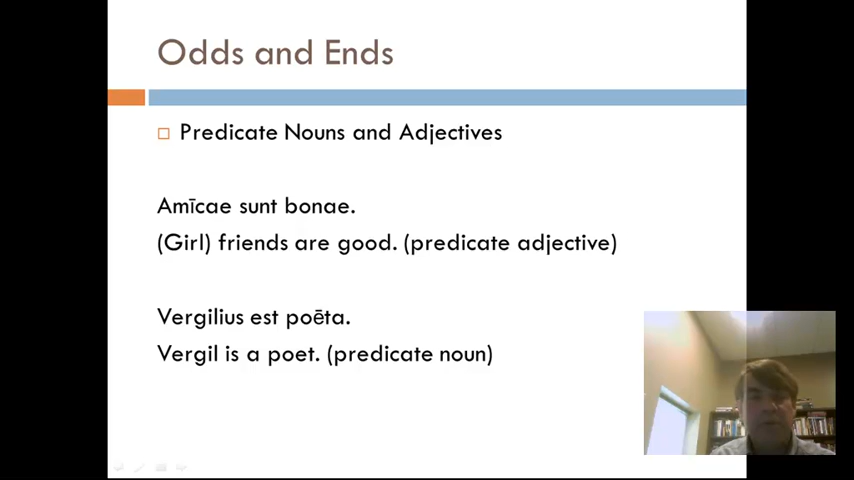 Odds and Ends
Predicate Nouns and Adjectives
Amīcae sunt bonae.
(Girl) friends are good. (predicate adjective)
Vergilius est poēta.
Vergil is a poet. (predicate noun)